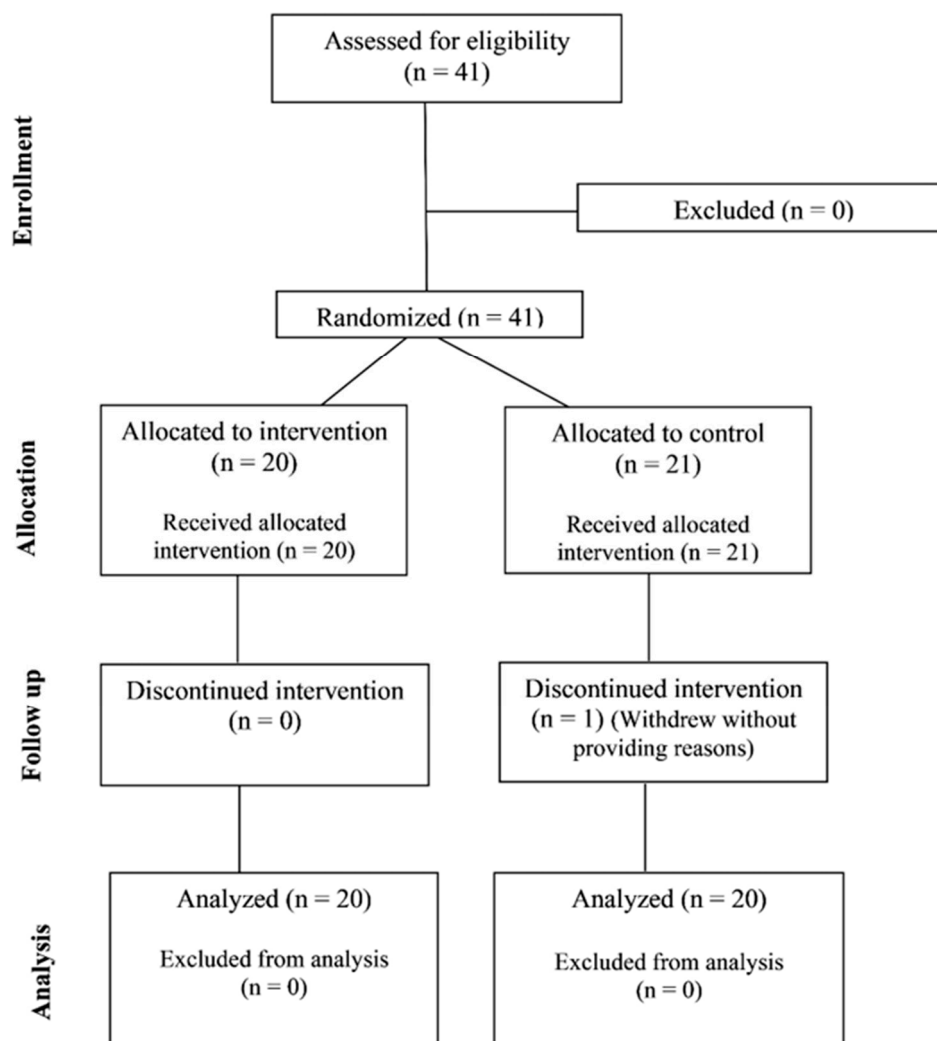 Enrollment
Assessed for eligibility
(n = 41)
Excluded (n = 0)
Randomized (n = 41)
Allocation
Allocated to intervention
(n = 20)
Received allocated
intervention (n = 20)
Allocated to control
(n = 21)
Received allocated
intervention (n = 21)
Follow up
Discontinued intervention
(n = 0)
Discontinued intervention
(n = 1) (Withdrew without
providing reasons)
Analysis
Analyzed (n = 20)
Excluded from analysis
(n = 0)
Analyzed (n = 20)
Excluded from analysis
(n = 0)